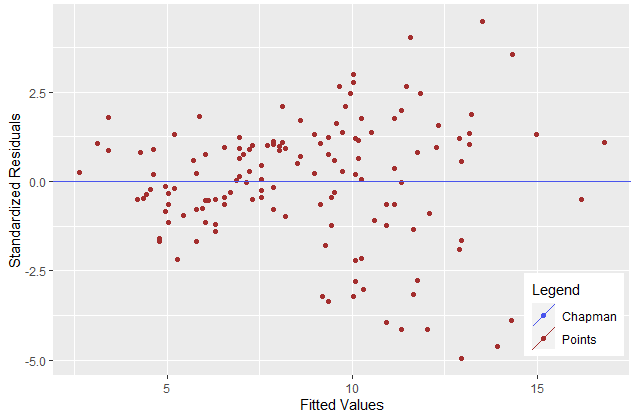 2.5
0.0
-2.5
-5.0
Standardized Residuals
5
10
15
Fitted Values
Legend
Chapman
Points